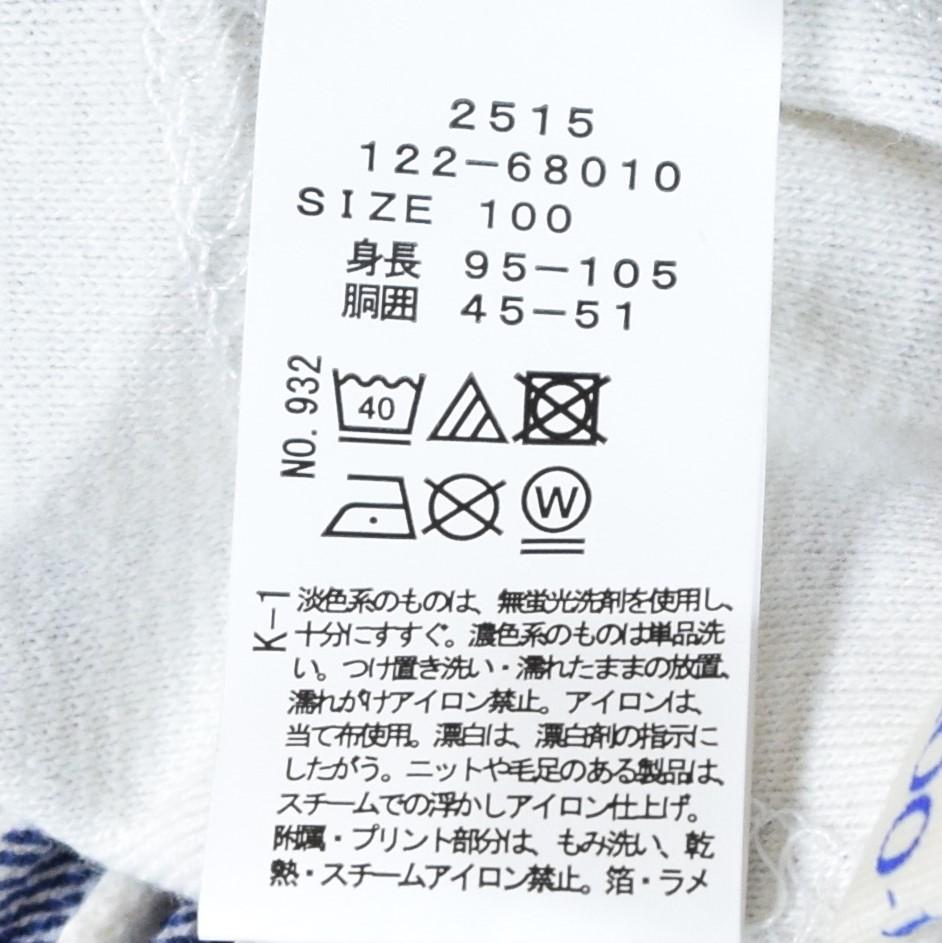 2515
122-68010
SIZE 100
身長 95-105
胴囲 45-51
NO. 932
40
W
K-1
淡色系のものは、無蛍光洗剤を使用し、
十分にすすぐ。濃色系のものは単品洗
い。つけ置き洗い・濡れたままの放置、
濡れがけアイロン禁止。アイロンは、
当て布使用。漂白は、漂白剤の指示に
したがう。ニットや毛足のある製品は、
スチームでの浮かしアイロン仕上げ。
附属・プリント部分は、もみ洗い、乾
熱・スチームアイロン禁止。箔・ラメ